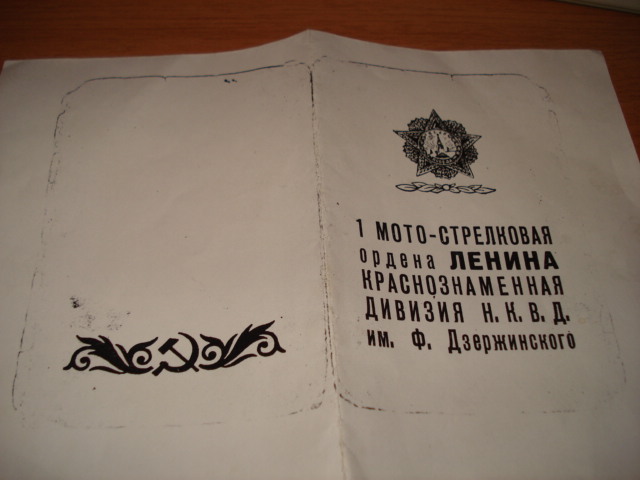 1 МОТО-СТРЕЛКОВАЯ
ордена ЛЕНИНА
КРАСНОЗНАМЕННАЯ
ДИВИЗИЯ Н. К. В. Д.
им. Ф. Дзержинского